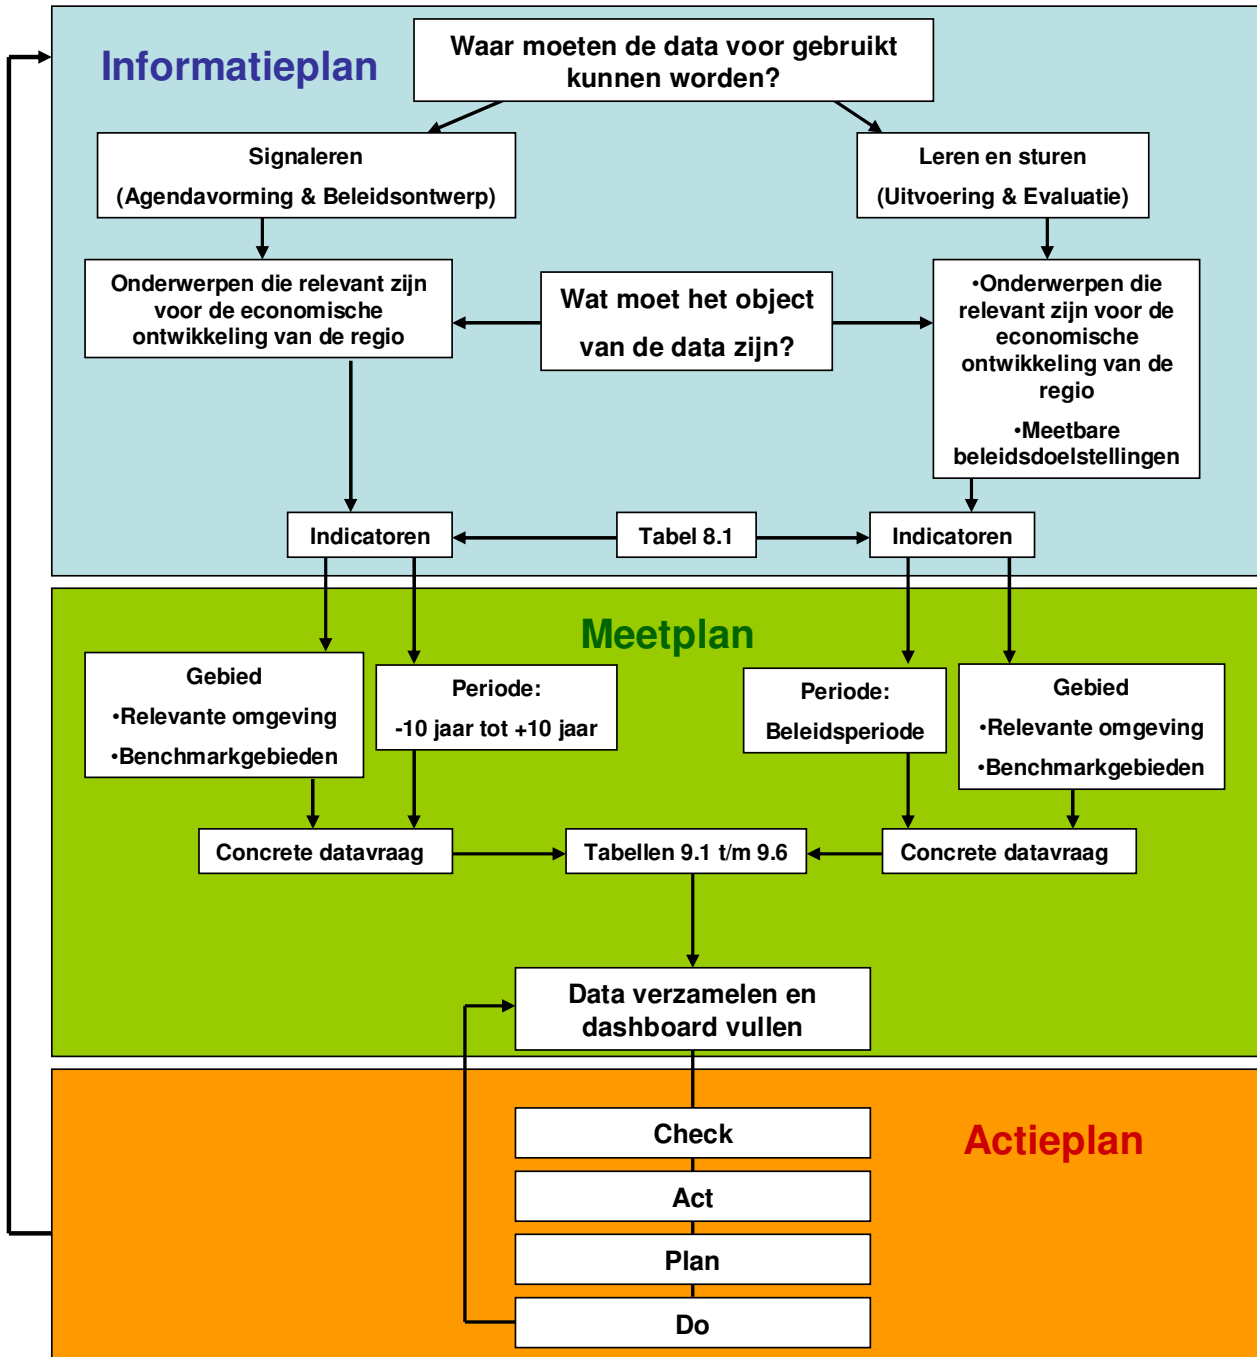 Informatieplan
Waar moeten de data voor gebruikt
kunnen worden?
Signaleren
(Agendavorming & Beleidsontwerp)
Leren en sturen
(Uitvoering & Evaluatie)
Onderwerpen die relevant zijn
voor de economische
ontwikkeling van de regio
Wat moet het object
van de data zijn?
•Onderwerpen die
relevant zijn voor de
economische
ontwikkeling van de
regio
•Meetbare
beleidsdoelstellingen
Indicatoren
Tabel 8.1
Indicatoren
Meetplan
Gebied
•Relevante omgeving
•Benchmarkgebieden
Periode:
-10 jaar tot +10 jaar
Periode:
Beleidsperiode
Gebied
•Relevante omgeving
•Benchmarkgebieden
Concrete datavraag
Tabellen 9.1 t/m 9.6
Concrete datavraag
Data verzamelen en
dashboard vullen
Actieplan
Check
Act
Plan
Do